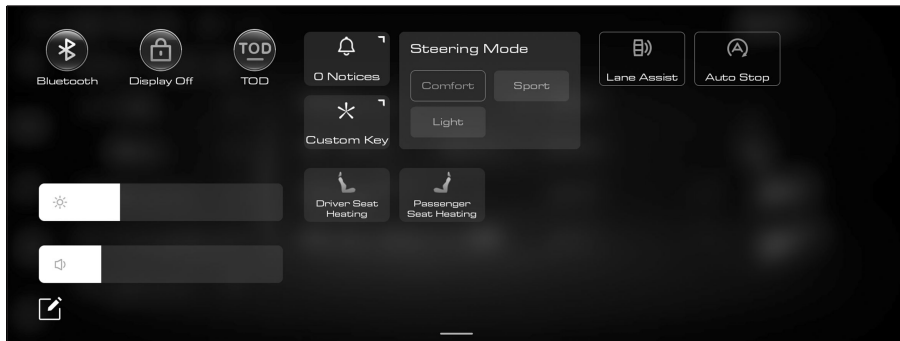 TOD
Bluetooth
Display Off
TOD
0 Notices
Custom Key
Steering Mode
Comfort
Sport
Light
A
Lane Assist
Auto Stop
Driver Seat
Heating
Passenger
Seat Heating